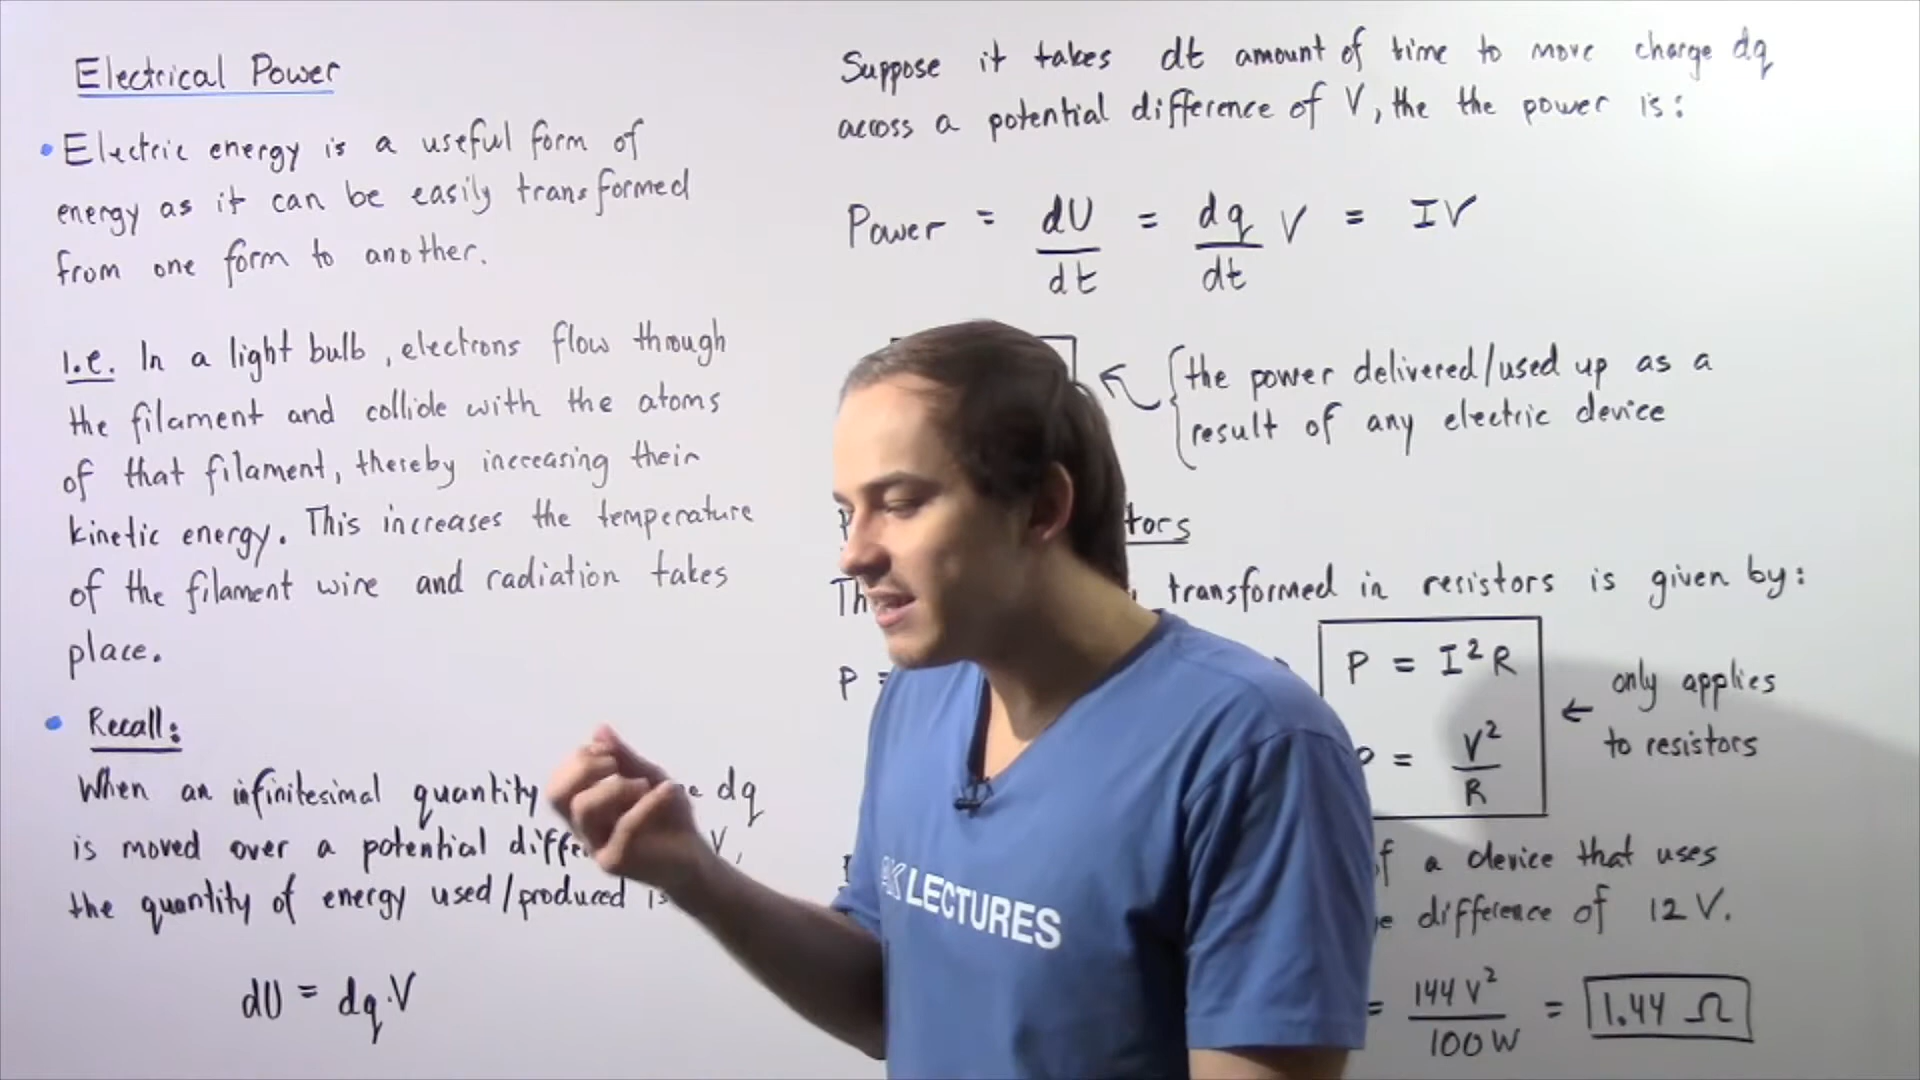 Electrical Power
• Electric energy is a useful form of
energy as it can be easily transformed
from one form to another.
I.e. In a light bulb, electrons flow through
the filament and collide with the atoms
of that filament, thereby increasing their
kinetic energy. This increases the temperature
of the filament wire and radiation takes
place.
• Recall:
When an infinitesimal quantity dq
is moved over a potential V,
the quantity of energy used/produced is
dU = dq·V
Suppose it takes dt amount of time to move charge dq
across a potential difference of V, the the power is:
Power = dU/dt = dq/dt V = IV
{ the power delivered/used up as a
result of any electric device
transformed in resistors is given by:
P =
P = I²R
= V²/R
← only applies
to resistors
a device that uses
difference of 12 V.
= 144 V²/100 W = 1.44 Ω
AK LECTURES